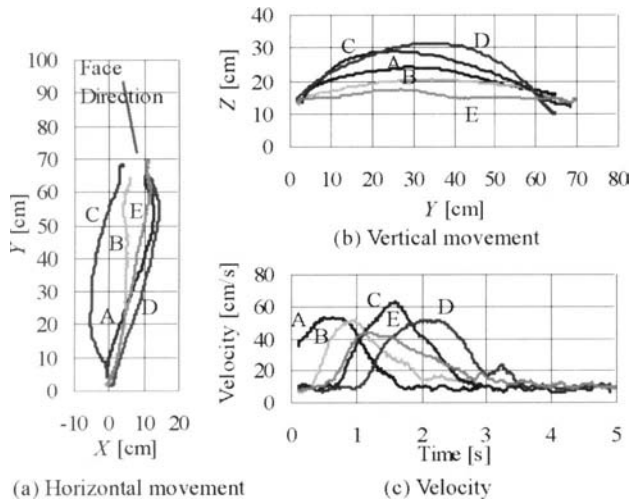 100
90
80
70
60
50
40
30
20
10
0
-10 0 10 20
Y [cm]
X [cm]
Face
Direction
C
E
B
A
D
(a) Horizontal movement
40
30
20
10
0
Z [cm]
C
D
A
B
E
0 10 20 30 40 50 60 70 80
Y [cm]
(b) Vertical movement
80
60
40
20
0
Velocity [cm/s]
A
B
C
E
D
0 1 2 3 4 5
Time [s]
(c) Velocity